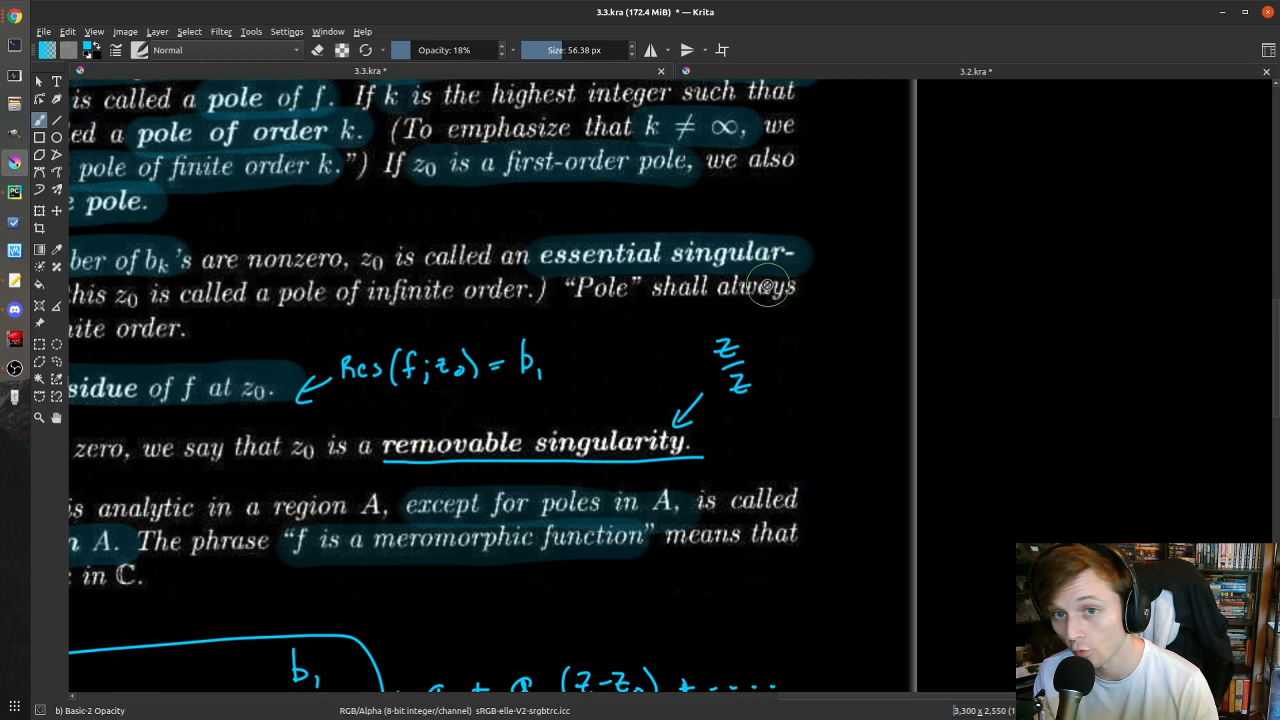 3.3.kra (172.4 MiB) * — Krita
File Edit View Image Layer Select Filter Tools Settings Window Help
Normal Opacity: 18% Size: 56.38 px
3.3.kra * 3.2.kra *
is called a pole of f. If k is the highest integer such that
ed a pole of order k. (To emphasize that k ≠ ∞, we
pole of finite order k.”) If z₀ is a first-order pole, we also
e pole.
ber of bₖ’s are nonzero, z₀ is called an essential singular-
his z₀ is called a pole of infinite order.) “Pole” shall always
nite order.
Res(f;z₀) = b₁
z/z
sidue of f at z₀.
zero, we say that z₀ is a removable singularity.
is analytic in a region A, except for poles in A, is called
n A. The phrase “f is a meromorphic function” means that
c in ℂ.
b₁
(z-z₀) + ....
b) Basic-2 Opacity RGB/Alpha (8-bit integer/channel) sRGB-elle-V2-srgbtrc.icc 3,300 x 2,550 (1